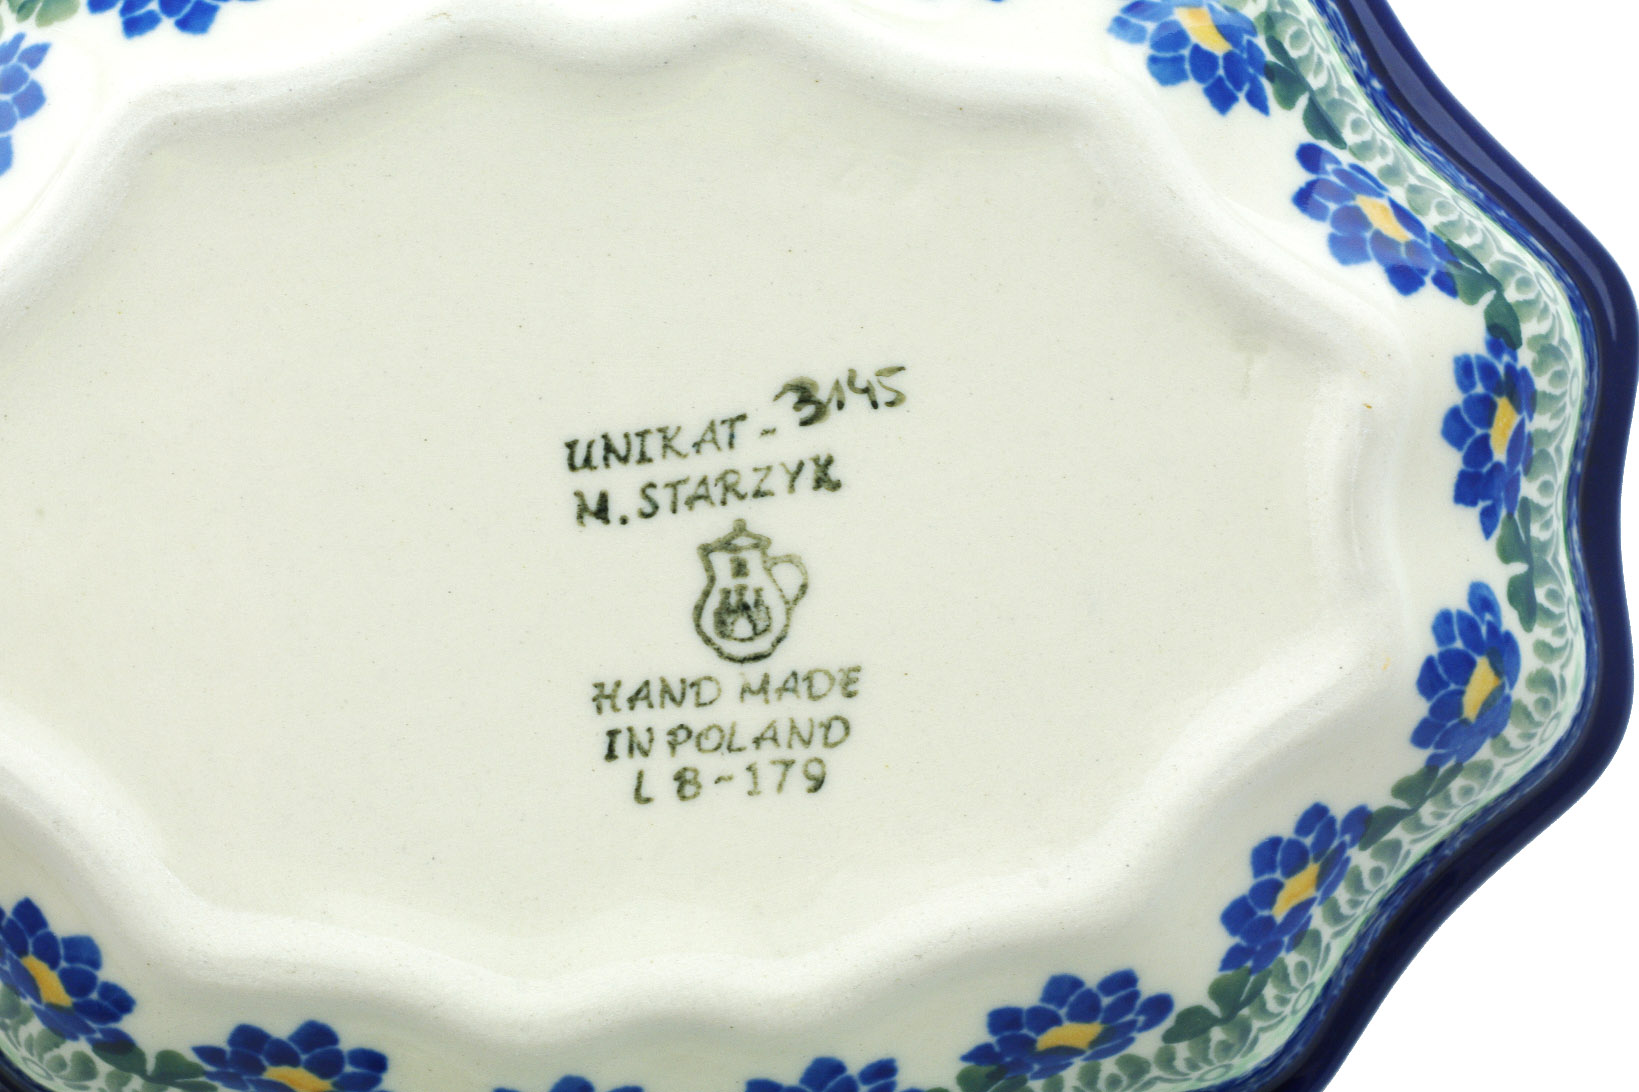 UNIKAT-3145
M. STARZYK
HAND MADE
IN POLAND
L 8-179